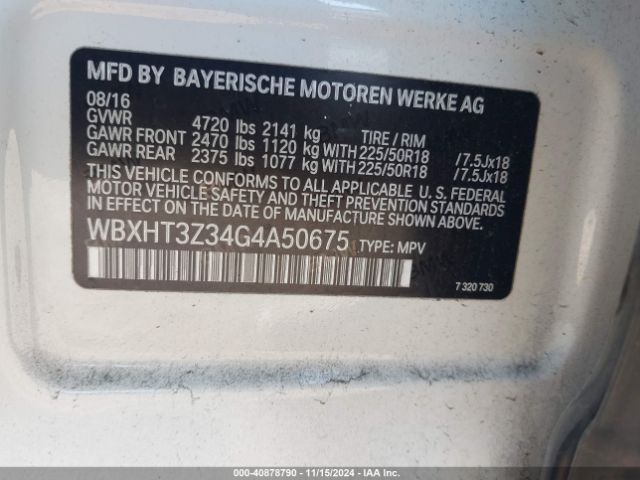 MFD BY BAYERISCHE MOTOREN WERKE AG
08/16
GVWR 4720 lbs 2141 kg TIRE / RIM
GAWR FRONT 2470 lbs 1120 kg WITH 225/50R18 /7.5Jx18
GAWR REAR 2375 lbs 1077 kg WITH 225/50R18 /7.5Jx18
THIS VEHICLE CONFORMS TO ALL APPLICABLE U.S. FEDERAL
MOTOR VEHICLE SAFETY AND THEFT PREVENTION STANDARDS
IN EFFECT ON THE DATE OF MANUFACTURE SHOWN ABOVE.
WBXHT3Z34G4A50675 TYPE: MPV
7 320 730
000-40878790 - 11/15/2024 - IAA Inc.